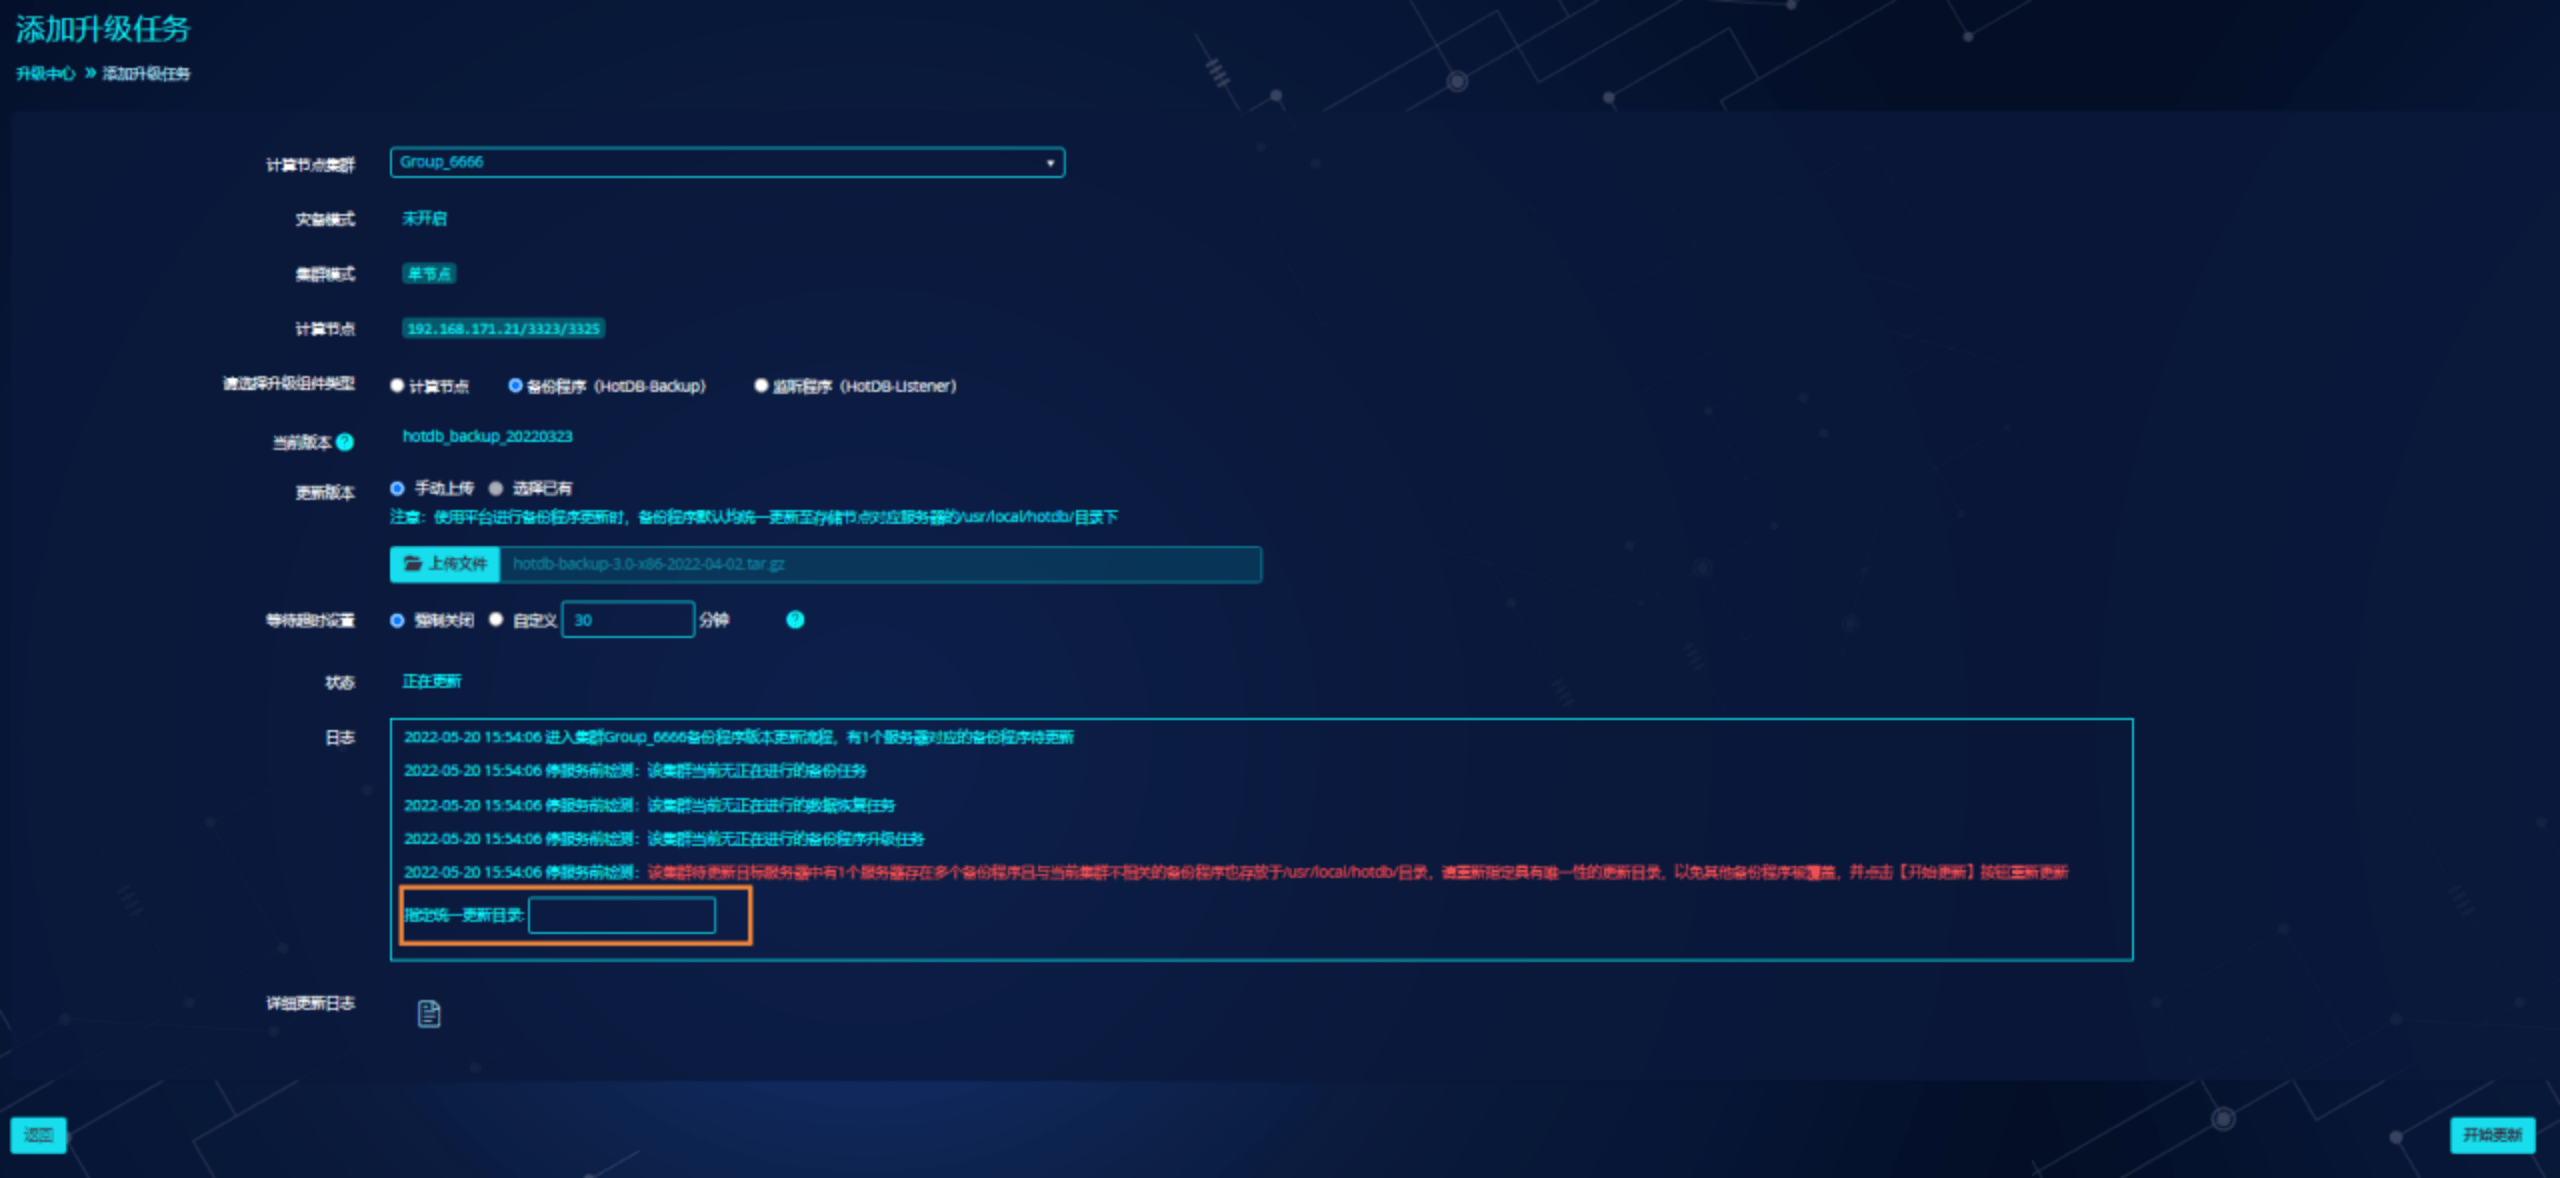 添加升级任务
升级中心 » 添加升级任务
计算节点集群 Group_6666
灾备模式 未开启
集群模式 单节点
计算节点 192.168.171.21/3323/3325
请选择升级组件类型 计算节点 备份程序（HotDB-Backup） 监听程序（HotDB-Listener）
当前版本 ? hotdb_backup_20220323
更新版本 手动上传 选择已有
注意：使用平台进行备份程序更新时，备份程序默认均统一更新至存储节点对应服务器的/usr/local/hotdb/目录下
上传文件 hotdb-backup-3.0-x86-2022-04-02.tar.gz
等待超时设置 强制关闭 自定义 30 分钟 ?
状态 正在更新
日志 2022-05-20 15:54:06 进入集群Group_6666备份程序版本更新流程，有1个服务器对应的备份程序待更新
2022-05-20 15:54:06 停服务前检测：该集群当前无正在进行的备份任务
2022-05-20 15:54:06 停服务前检测：该集群当前无正在进行的数据恢复任务
2022-05-20 15:54:06 停服务前检测：该集群当前无正在进行的备份程序升级任务
2022-05-20 15:54:06 停服务前检测：该集群待更新目标服务器中有1个服务器存在多个备份程序且与当前集群不相关的备份程序也存放于/usr/local/hotdb/目录，请重新指定具有唯一性的更新目录，以免其他备份程序被覆盖，并点击【开始更新】按钮重新更新
指定统一更新目录:
详细更新日志
返回 开始更新